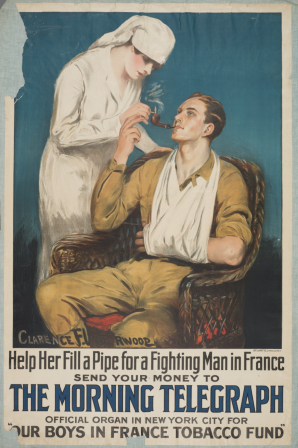 CLARENCE F. UNDERWOOD
Help Her Fill a Pipe for a Fighting Man in France
SEND YOUR MONEY TO
THE MORNING TELEGRAPH
OFFICIAL ORGAN IN NEW YORK CITY FOR
"OUR BOYS IN FRANCE TOBACCO FUND"